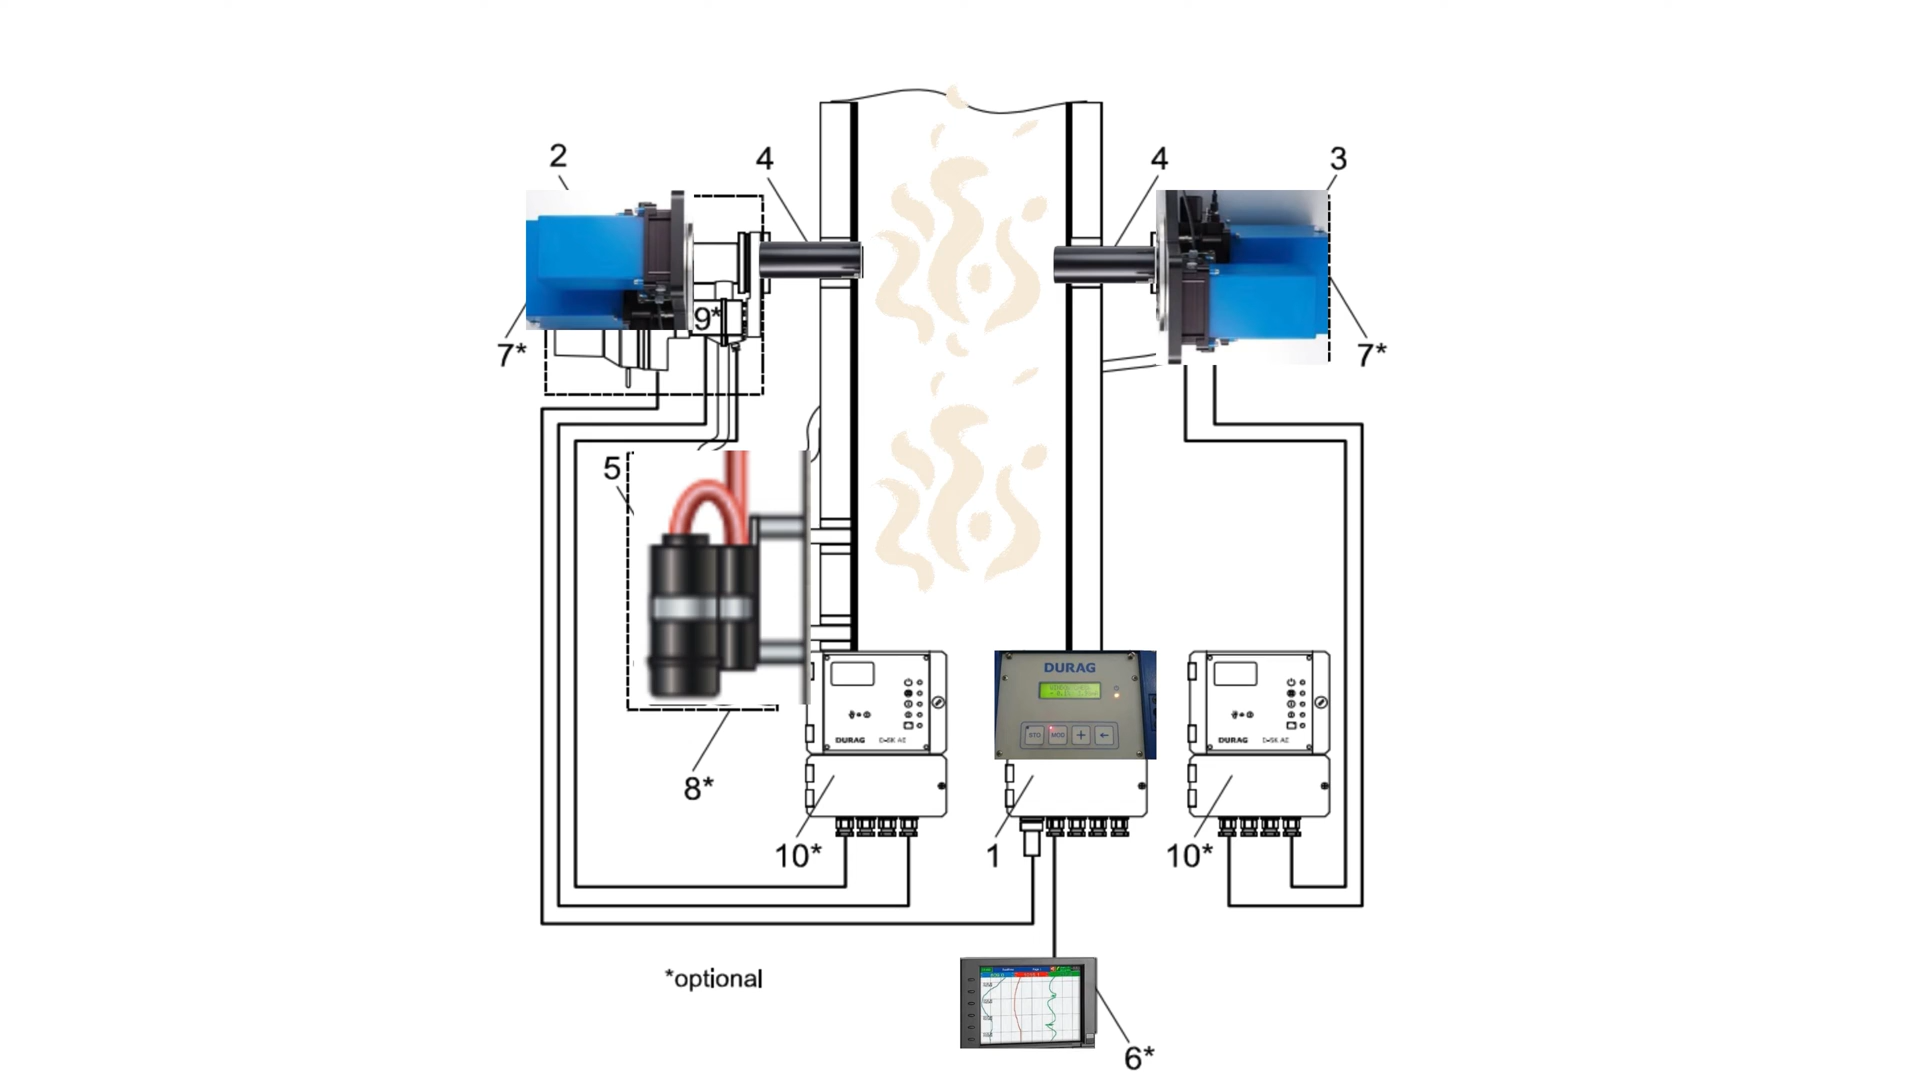 2
4
4
3
7*
9*
7*
5
DURAG
STO
MOD
+
8*
DURAG
D-SK AE
DURAG
D-SK AE
10*
1
10*
*optional
6*